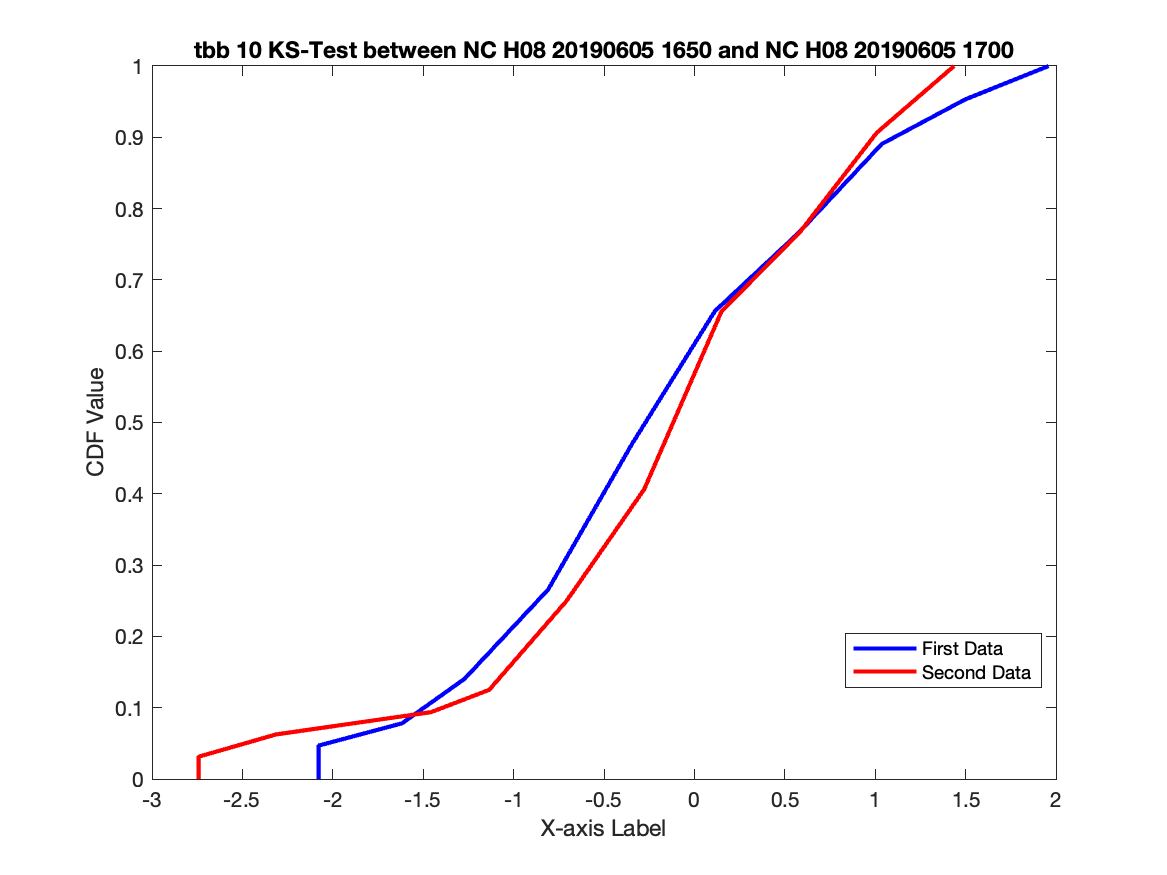 tbb 10 KS-Test between NC H08 20190605 1650 and NC H08 20190605 1700
1
0.9
0.8
0.7
0.6
0.5
0.4
0.3
0.2
0.1
0
CDF Value
First Data
Second Data
-3 -2.5 -2 -1.5 -1 -0.5 0 0.5 1 1.5 2
X-axis Label